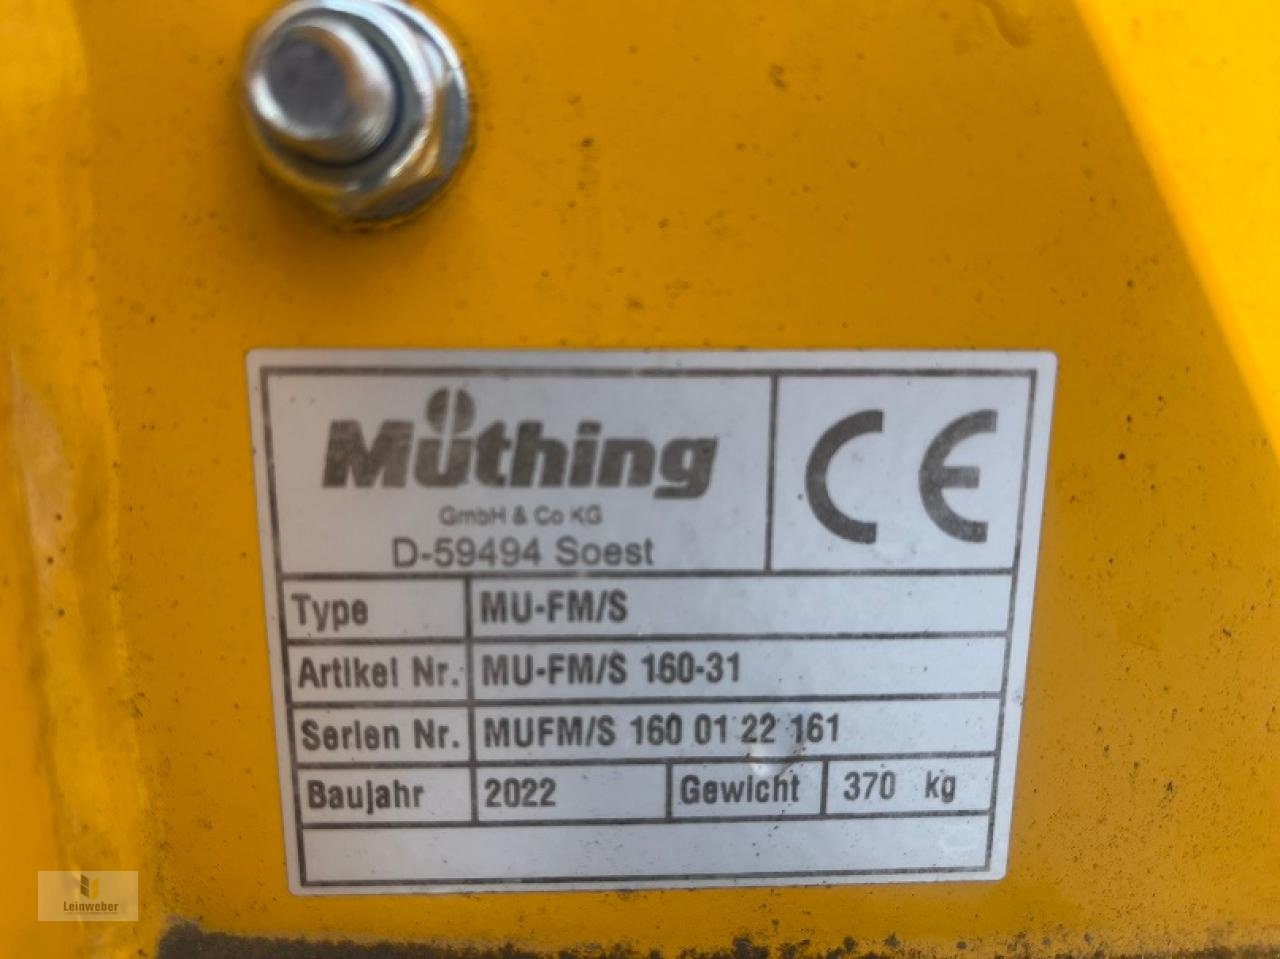 Müthing
GmbH & Co KG
D-59494 Soest
CE
Type MU-FM/S
Artikel Nr. MU-FM/S 160-31
Serien Nr. MUFM/S 160 01 22 161
Baujahr 2022 Gewicht 370 kg
Leinweber